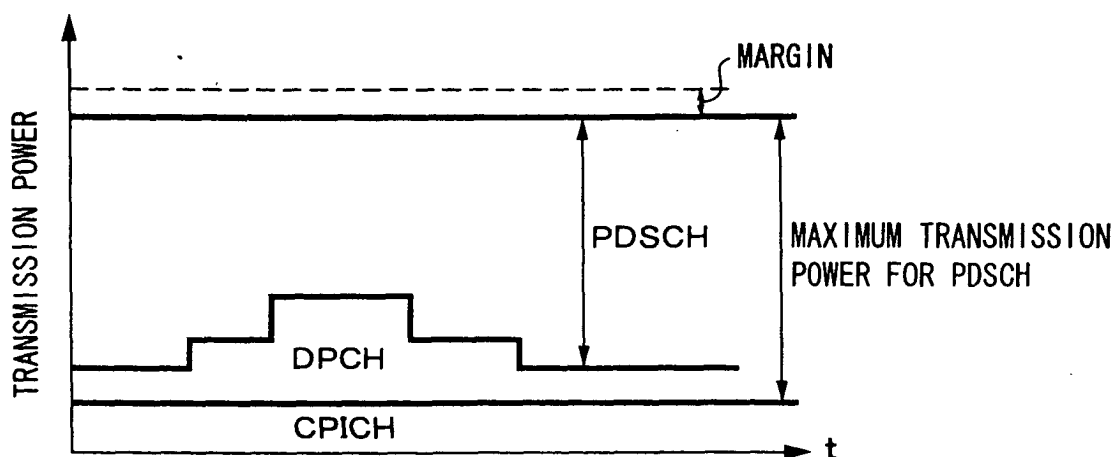 MARGIN
TRANSMISSION POWER
PDSCH
MAXIMUM TRANSMISSION
POWER FOR PDSCH
DPCH
CPICH
t